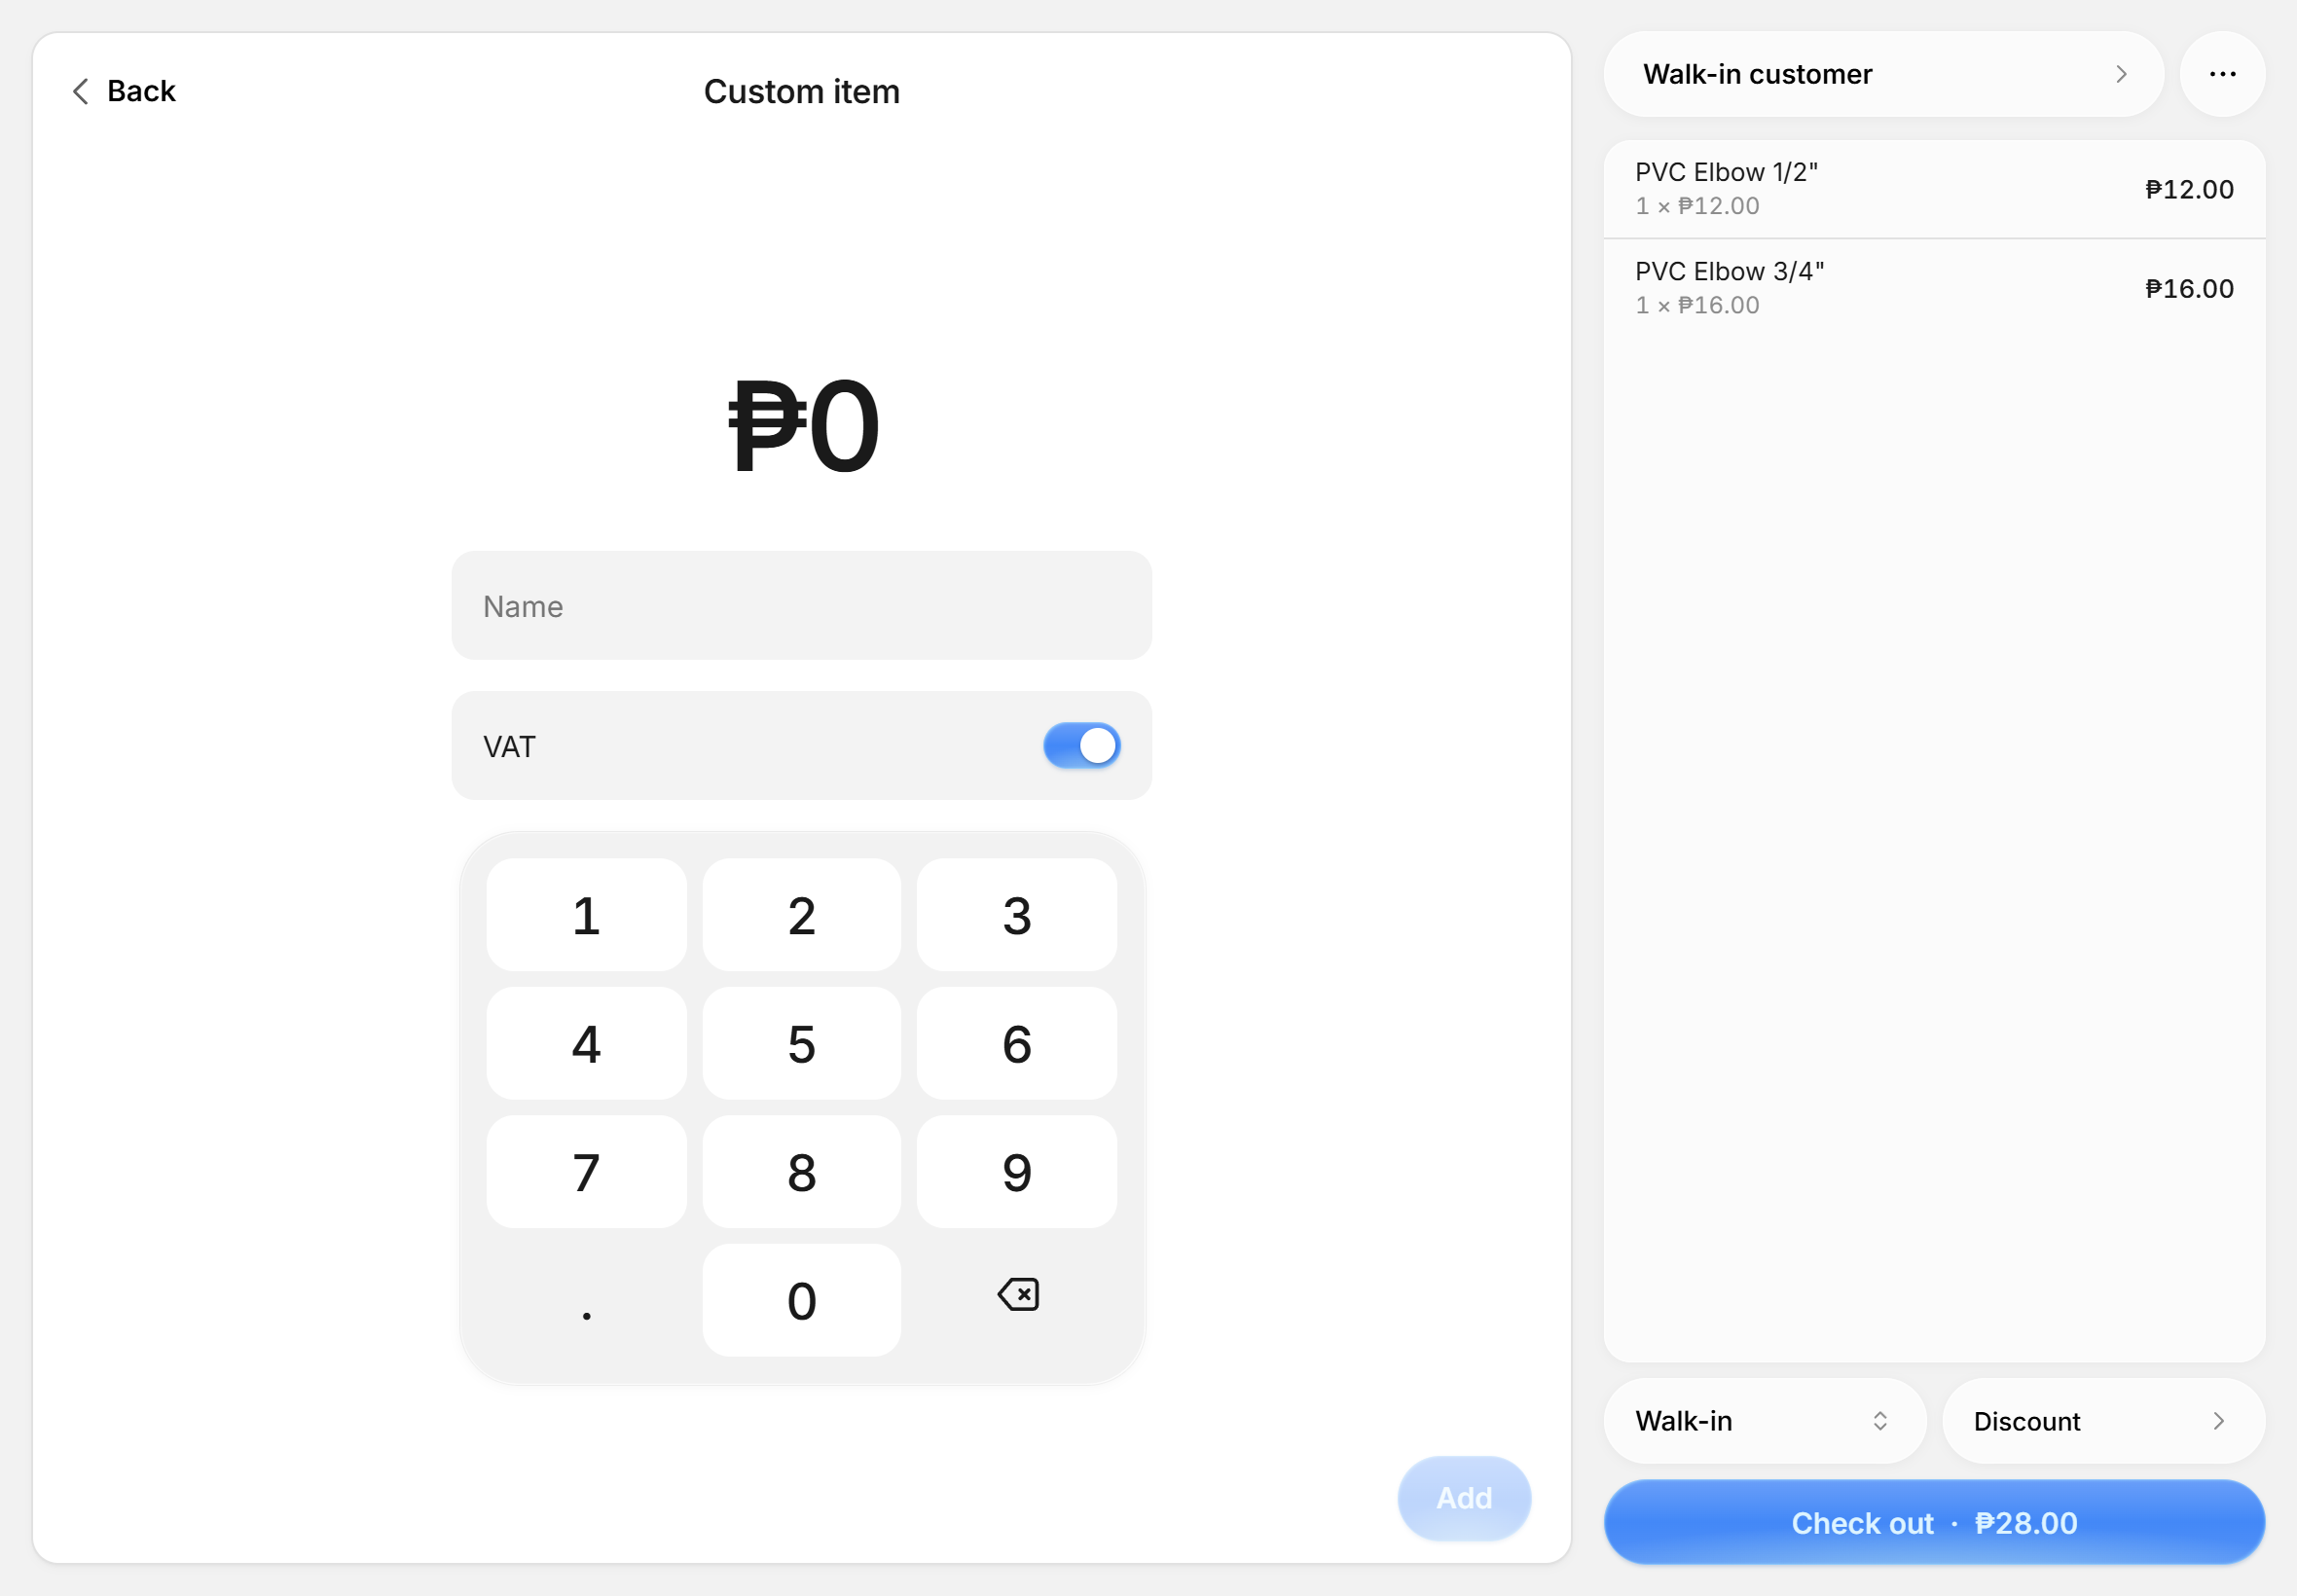 Back
Custom item
₱0
Name
VAT
1 2 3
4 5 6
7 8 9
. 0
Add
Walk-in customer
PVC Elbow 1/2"
1 × ₱12.00
₱12.00
PVC Elbow 3/4"
1 × ₱16.00
₱16.00
Walk-in
Discount
Check out · ₱28.00